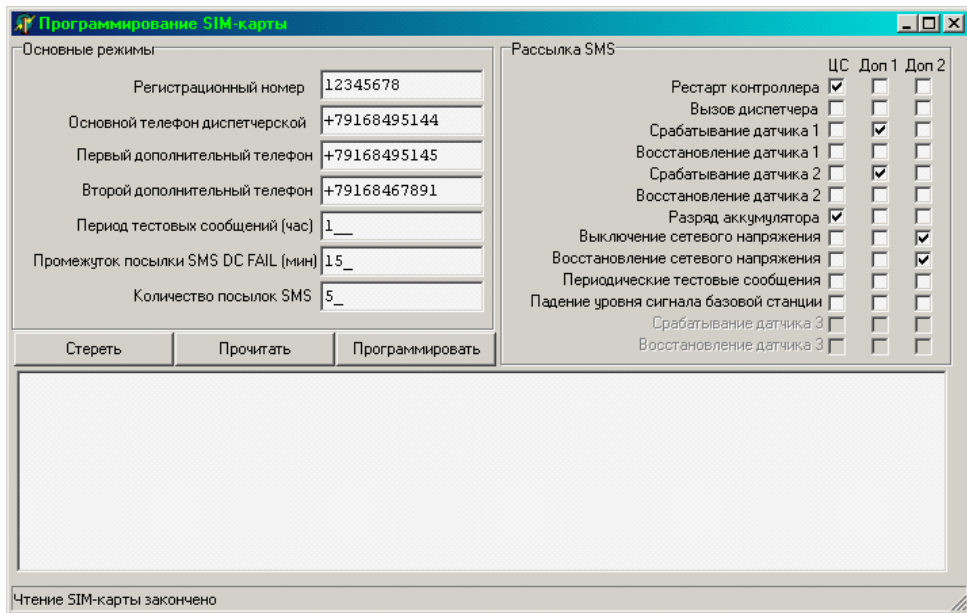 Программирование SIM-карты
Основные режимы
Регистрационный номер 12345678
Основной телефон диспетчерской +79168495144
Первый дополнительный телефон +79168495145
Второй дополнительный телефон +79168467891
Период тестовых сообщений (час) 1__
Промежуток посылки SMS DC FAIL (мин) 15_
Количество посылок SMS 5_
Стереть Прочитать Программировать
Рассылка SMS
ЦС Доп 1 Доп 2
Рестарт контроллера
Вызов диспетчера
Срабатывание датчика 1
Восстановление датчика 1
Срабатывание датчика 2
Восстановление датчика 2
Разряд аккумулятора
Выключение сетевого напряжения
Восстановление сетевого напряжения
Периодические тестовые сообщения
Падение уровня сигнала базовой станции
Срабатывание датчика 3
Восстановление датчика 3
Чтение SIM-карты закончено